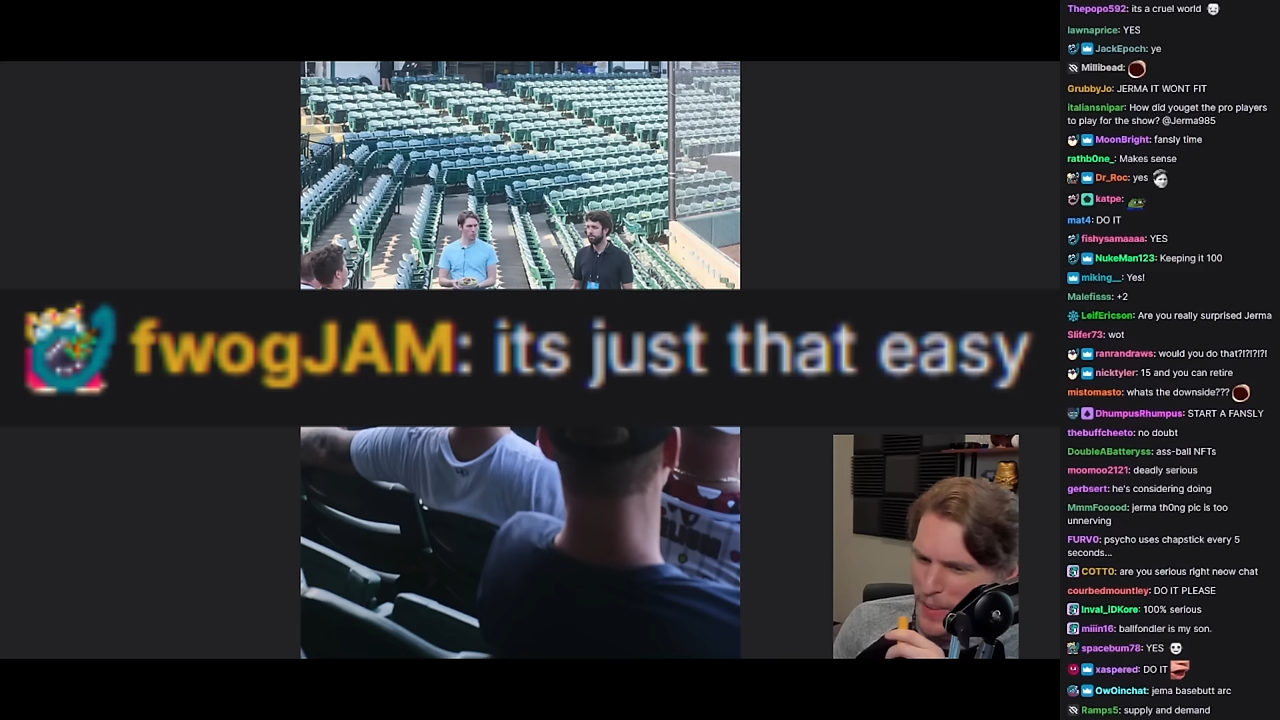 fwogJAM: its just that easy
Thepopo592: its a cruel world
lawnaprice: YES
JackEpoch: ye
Millibead:
GrubbyJo: JERMA IT WONT FIT
italiansnipar: How did youget the pro players
to play for the show? @Jerma985
MoonBright: fansly time
rathb0ne_: Makes sense
Dr_Roc: yes
katpe:
mat4: DO IT
fishysamaaaa: YES
NukeMan123: Keeping it 100
miking__: Yes!
Malefisss: +2
LeifEricson: Are you really surprised Jerma
Slifer73: wot
ranrandraws: would you do that?!?!?!?!
nicktyler: 15 and you can retire
mistomasto: whats the downside???
DhumpusRhumpus: START A FANSLY
thebuffcheeto: no doubt
DoubleABatteryss: ass-ball NFTs
moomoo2121: deadly serious
gerbsert: he's considering doing
MmmFooood: jerma th0ng pic is too
unnerving
FURV0: psycho uses chapstick every 5
seconds...
COTT0: are you serious right neow chat
courbedmountley: DO IT PLEASE
Inval_iDKore: 100% serious
miiin16: ballfondler is my son.
spacebum78: YES
xaspered: DO IT
OwOinchat: jema basebutt arc
Ramps5: supply and demand